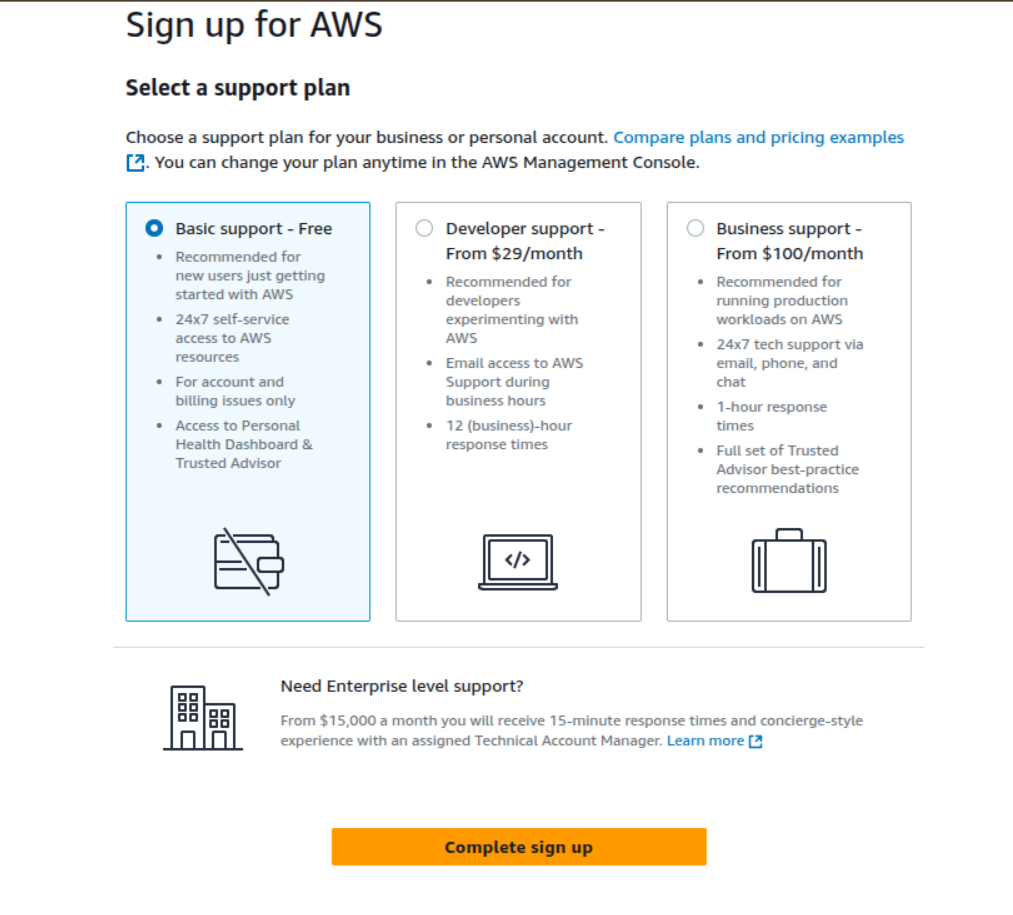 Sign up for AWS
Select a support plan
Choose a support plan for your business or personal account. Compare plans and pricing examples
. You can change your plan anytime in the AWS Management Console.
Basic support - Free
Recommended for
new users just getting
started with AWS
24x7 self-service
access to AWS
resources
For account and
billing issues only
Access to Personal
Health Dashboard &
Trusted Advisor
Developer support -
From $29/month
Recommended for
developers
experimenting with
AWS
Email access to AWS
Support during
business hours
12 (business)-hour
response times
</>
Business support -
From $100/month
Recommended for
running production
workloads on AWS
24x7 tech support via
email, phone, and
chat
1-hour response
times
Full set of Trusted
Advisor best-practice
recommendations
Need Enterprise level support?
From $15,000 a month you will receive 15-minute response times and concierge-style
experience with an assigned Technical Account Manager. Learn more
Complete sign up